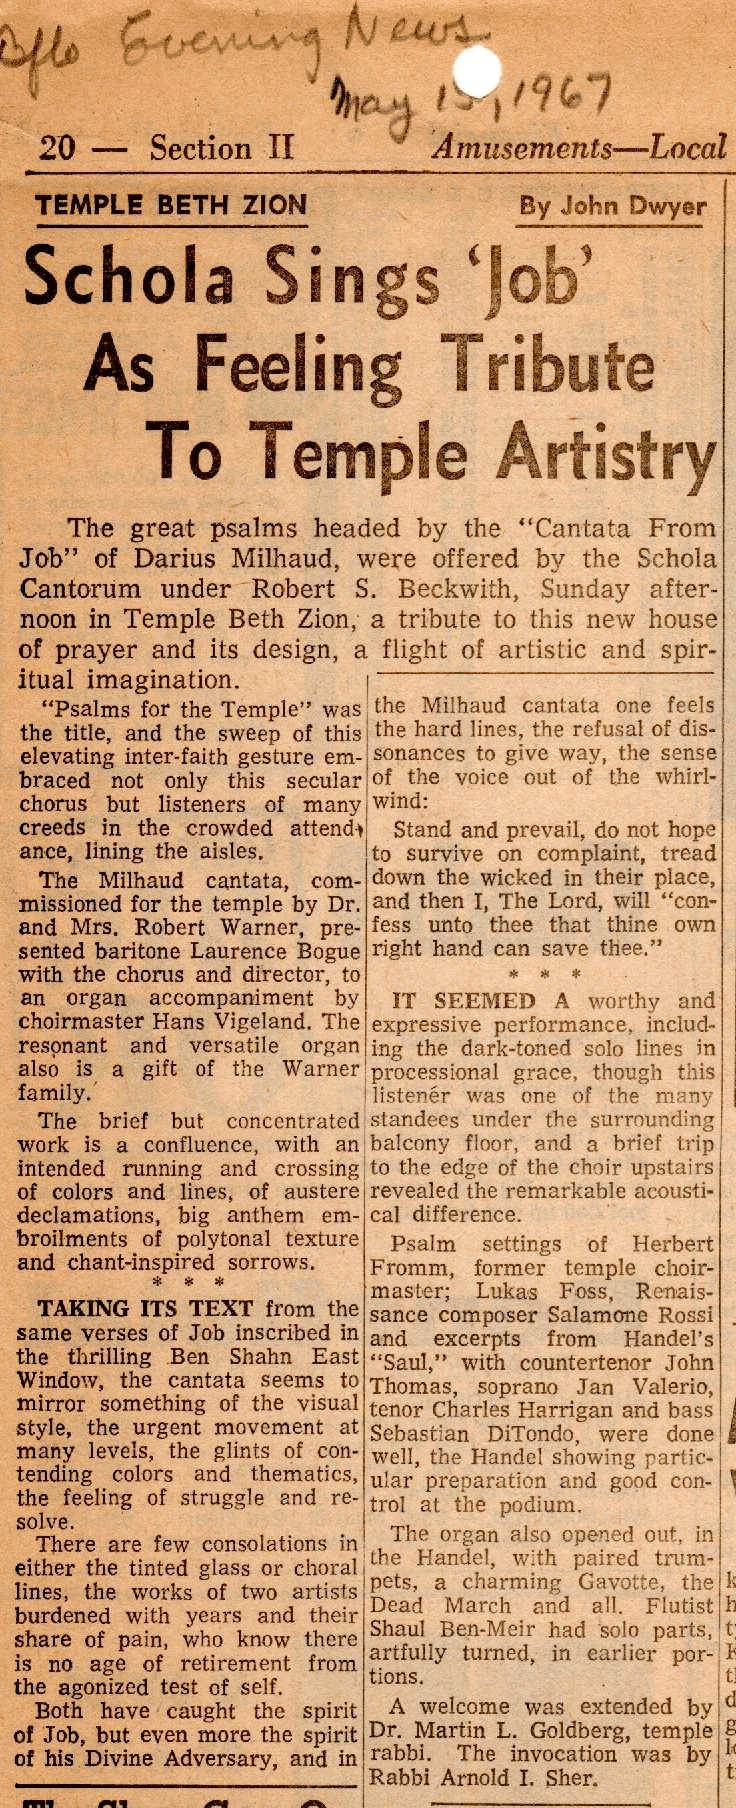 Bflo Evening News
May 15, 1967
20 — Section II Amusements—Local
TEMPLE BETH ZION By John Dwyer
Schola Sings ‘Job’
As Feeling Tribute
To Temple Artistry
The great psalms headed by the “Cantata From
Job” of Darius Milhaud, were offered by the Schola
Cantorum under Robert S. Beckwith, Sunday after-
noon in Temple Beth Zion, a tribute to this new house
of prayer and its design, a flight of artistic and spir-
itual imagination.
“Psalms for the Temple” was
the title, and the sweep of this
elevating inter-faith gesture em-
braced not only this secular
chorus but listeners of many
creeds in the crowded attend-
ance, lining the aisles.
The Milhaud cantata, com-
missioned for the temple by Dr.
and Mrs. Robert Warner, pre-
sented baritone Laurence Bogue
with the chorus and director, to
an organ accompaniment by
choirmaster Hans Vigeland. The
resonant and versatile organ
also is a gift of the Warner
family.
The brief but concentrated
work is a confluence, with an
intended running and crossing
of colors and lines, of austere
declamations, big anthem em-
broilments of polytonal texture
and chant-inspired sorrows.
* * *
TAKING ITS TEXT from the
same verses of Job inscribed in
the thrilling Ben Shahn East
Window, the cantata seems to
mirror something of the visual
style, the urgent movement at
many levels, the glints of con-
tending colors and thematics,
the feeling of struggle and re-
solve.
There are few consolations in
either the tinted glass or choral
lines, the works of two artists
burdened with years and their
share of pain, who know there
is no age of retirement from
the agonized test of self.
Both have caught the spirit
of Job, but even more the spirit
of his Divine Adversary, and in
the Milhaud cantata one feels
the hard lines, the refusal of dis-
sonances to give way, the sense
of the voice out of the whirl-
wind:
Stand and prevail, do not hope
to survive on complaint, tread
down the wicked in their place,
and then I, The Lord, will “con-
fess unto thee that thine own
right hand can save thee.”
* * *
IT SEEMED A worthy and
expressive performance, includ-
ing the dark-toned solo lines in
processional grace, though this
listener was one of the many
standees under the surrounding
balcony floor, and a brief trip
to the edge of the choir upstairs
revealed the remarkable acousti-
cal difference.
Psalm settings of Herbert
Fromm, former temple choir-
master; Lukas Foss, Renais-
sance composer Salamone Rossi
and excerpts from Handel’s
“Saul,” with countertenor John
Thomas, soprano Jan Valerio,
tenor Charles Harrigan and bass
Sebastian DiTondo, were done
well, the Handel showing partic-
ular preparation and good con-
trol at the podium.
The organ also opened out, in
the Handel, with paired trum-
pets, a charming Gavotte, the
Dead March and all. Flutist
Shaul Ben-Meir had solo parts,
artfully turned, in earlier por-
tions.
A welcome was extended by
Dr. Martin L. Goldberg, temple
rabbi. The invocation was by
Rabbi Arnold I. Sher.